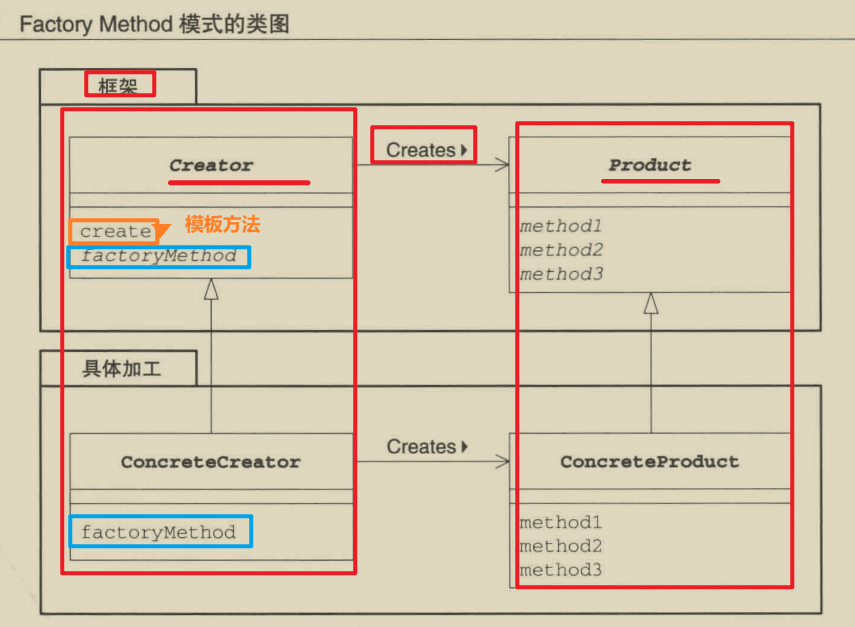 Factory Method 模式的类图
框架
Creator
Creates
Product
create
模板方法
factoryMethod
method1
method2
method3
具体加工
ConcreteCreator
Creates
ConcreteProduct
factoryMethod
method1
method2
method3